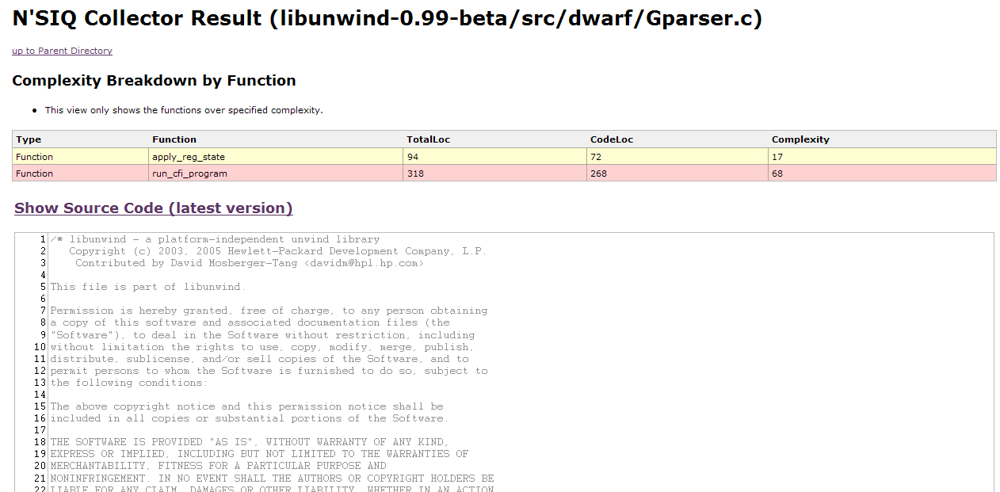 N'SIQ Collector Result (libunwind-0.99-beta/src/dwarf/Gparser.c)
up to Parent Directory
Complexity Breakdown by Function
• This view only shows the functions over specified complexity.
Type Function TotalLoc CodeLoc Complexity
Function apply_reg_state 94 72 17
Function run_cfi_program 318 268 68
Show Source Code (latest version)
1 /* libunwind - a platform-independent unwind library
2 Copyright (c) 2003, 2005 Hewlett-Packard Development Company, L.P.
3 Contributed by David Mosberger-Tang <davidm@hpl.hp.com>
4
5 This file is part of libunwind.
6
7 Permission is hereby granted, free of charge, to any person obtaining
8 a copy of this software and associated documentation files (the
9 "Software"), to deal in the Software without restriction, including
10 without limitation the rights to use, copy, modify, merge, publish,
11 distribute, sublicense, and/or sell copies of the Software, and to
12 permit persons to whom the Software is furnished to do so, subject to
13 the following conditions:
14
15 The above copyright notice and this permission notice shall be
16 included in all copies or substantial portions of the Software.
17
18 THE SOFTWARE IS PROVIDED "AS IS", WITHOUT WARRANTY OF ANY KIND,
19 EXPRESS OR IMPLIED, INCLUDING BUT NOT LIMITED TO THE WARRANTIES OF
20 MERCHANTABILITY, FITNESS FOR A PARTICULAR PURPOSE AND
21 NONINFRINGEMENT. IN NO EVENT SHALL THE AUTHORS OR COPYRIGHT HOLDERS BE
22 LIABLE FOR ANY CLAIM, DAMAGES OR OTHER LIABILITY, WHETHER IN AN ACTION